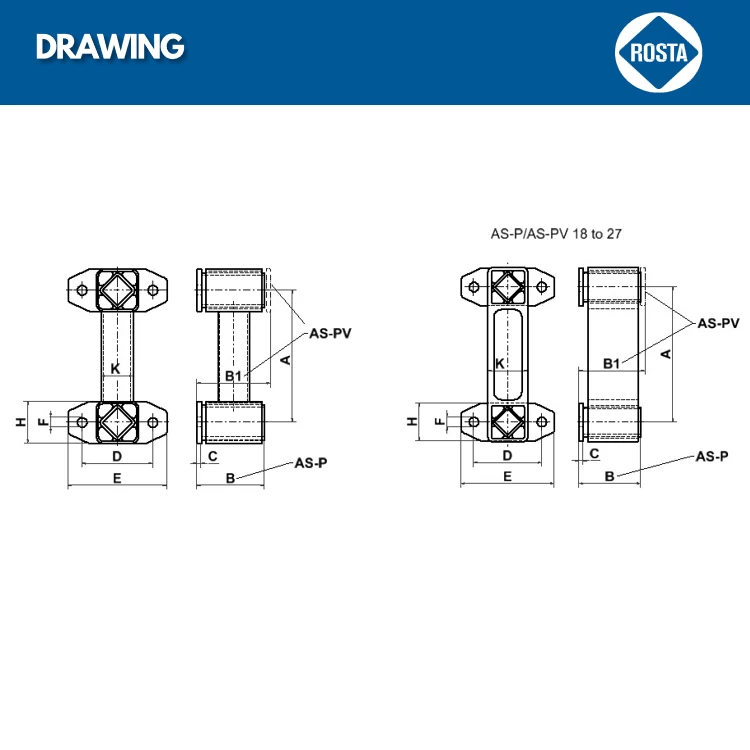 DRAWING
ROSTA
AS-P/AS-PV 18 to 27
K
B1
A
AS-PV
H
F
D
E
C
B
AS-P
K
B1
A
AS-PV
H
F
D
E
C
B
AS-P